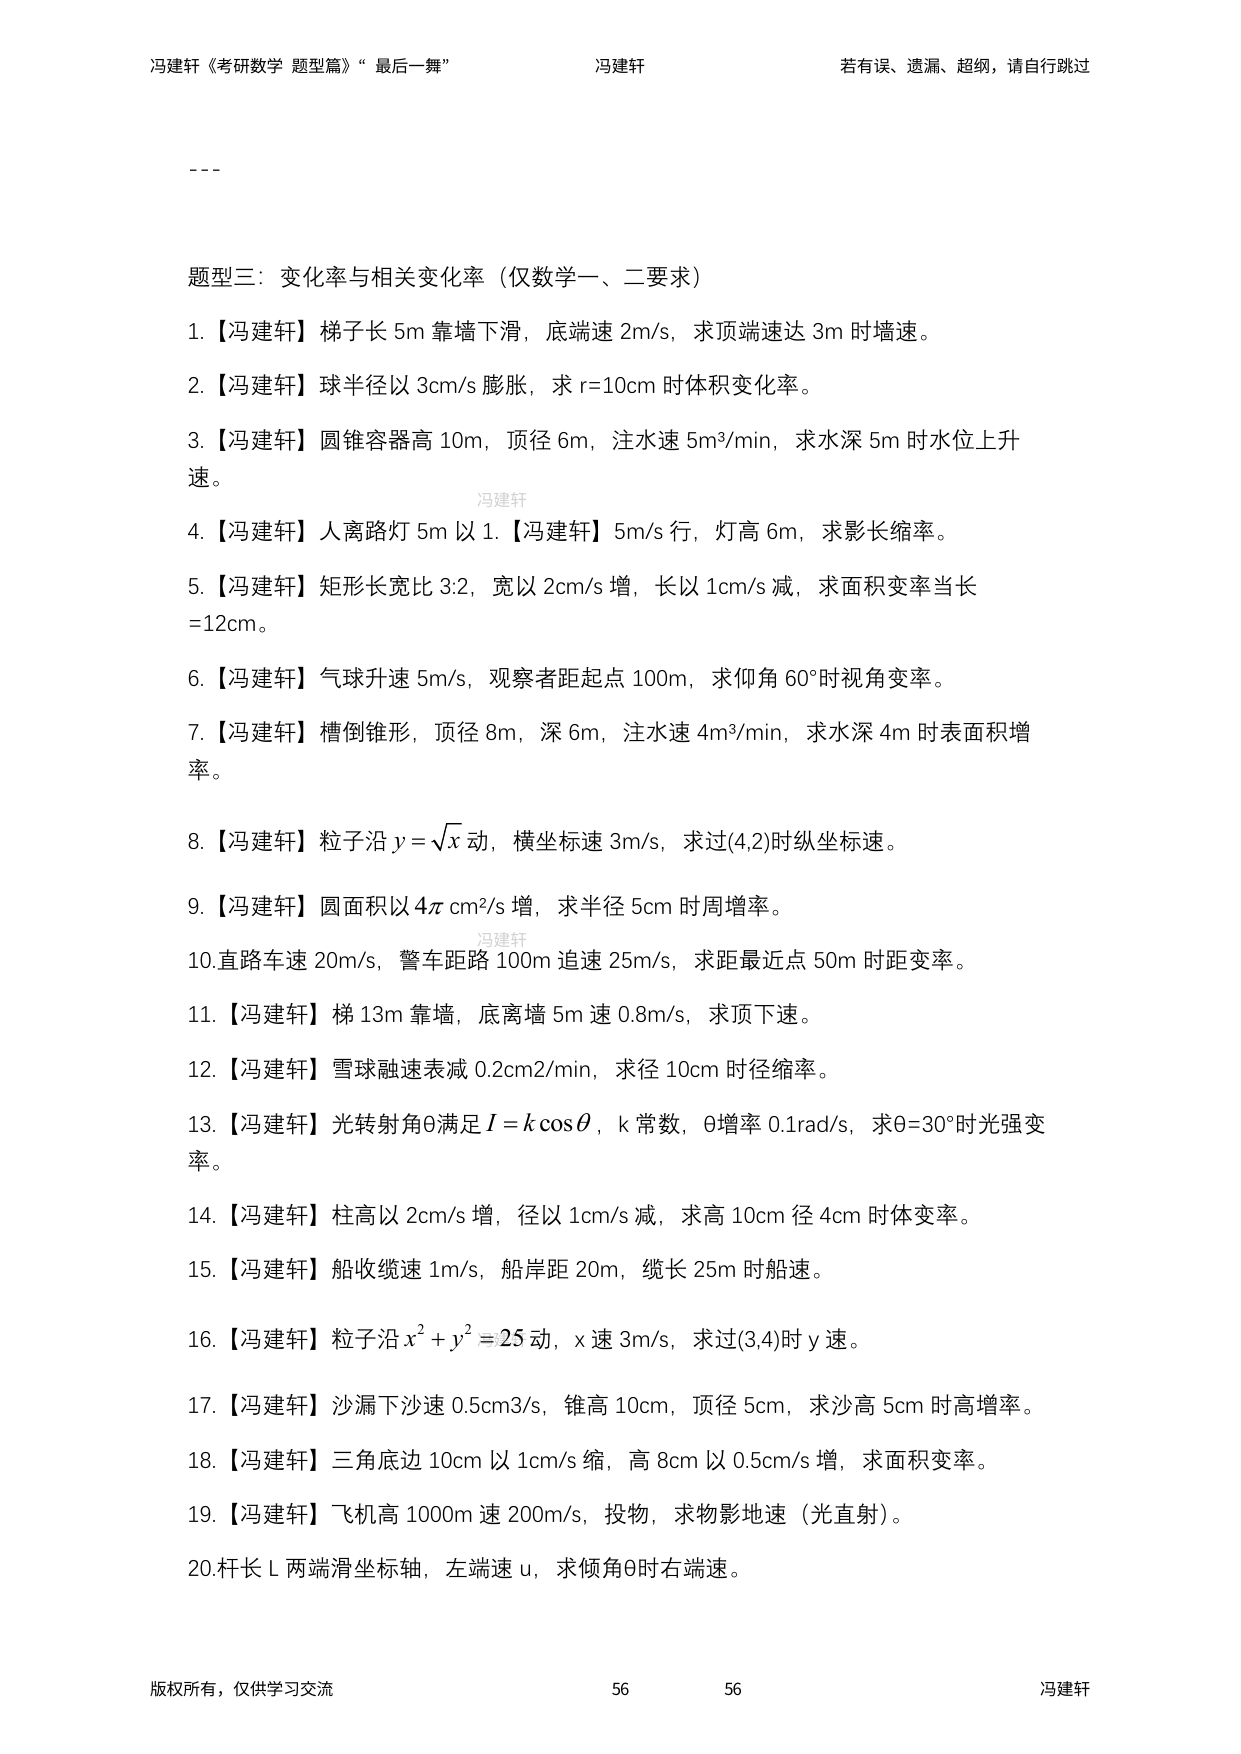 冯建轩《考研数学 题型篇》“ 最后一舞” 冯建轩 若有误、遗漏、超纲，请自行跳过
---
题型三：变化率与相关变化率（仅数学一、二要求）
1.【冯建轩】梯子长 5m 靠墙下滑，底端速 2m/s，求顶端速达 3m 时墙速。
2.【冯建轩】球半径以 3cm/s 膨胀，求 r=10cm 时体积变化率。
3.【冯建轩】圆锥容器高 10m，顶径 6m，注水速 5m³/min，求水深 5m 时水位上升
速。
冯建轩
4.【冯建轩】人离路灯 5m 以 1.【冯建轩】5m/s 行，灯高 6m，求影长缩率。
5.【冯建轩】矩形长宽比 3:2，宽以 2cm/s 增，长以 1cm/s 减，求面积变率当长
=12cm。
6.【冯建轩】气球升速 5m/s，观察者距起点 100m，求仰角 60°时视角变率。
7.【冯建轩】槽倒锥形，顶径 8m，深 6m，注水速 4m³/min，求水深 4m 时表面积增
率。
8.【冯建轩】粒子沿 y = √x 动，横坐标速 3m/s，求过(4,2)时纵坐标速。
9.【冯建轩】圆面积以 4π cm²/s 增，求半径 5cm 时周增率。
冯建轩
10.直路车速 20m/s，警车距路 100m 追速 25m/s，求距最近点 50m 时距变率。
11.【冯建轩】梯 13m 靠墙，底离墙 5m 速 0.8m/s，求顶下速。
12.【冯建轩】雪球融速表减 0.2cm2/min，求径 10cm 时径缩率。
13.【冯建轩】光转射角θ满足 I = k cos θ，k 常数，θ增率 0.1rad/s，求θ=30°时光强变
率。
14.【冯建轩】柱高以 2cm/s 增，径以 1cm/s 减，求高 10cm 径 4cm 时体变率。
15.【冯建轩】船收缆速 1m/s，船岸距 20m，缆长 25m 时船速。
16.【冯建轩】粒子沿 x² + y² = 25 动，x 速 3m/s，求过(3,4)时 y 速。
冯建轩
17.【冯建轩】沙漏下沙速 0.5cm3/s，锥高 10cm，顶径 5cm，求沙高 5cm 时高增率。
18.【冯建轩】三角底边 10cm 以 1cm/s 缩，高 8cm 以 0.5cm/s 增，求面积变率。
19.【冯建轩】飞机高 1000m 速 200m/s，投物，求物影地速（光直射）。
20.杆长 L 两端滑坐标轴，左端速 u，求倾角θ时右端速。
版权所有，仅供学习交流 56 56 冯建轩